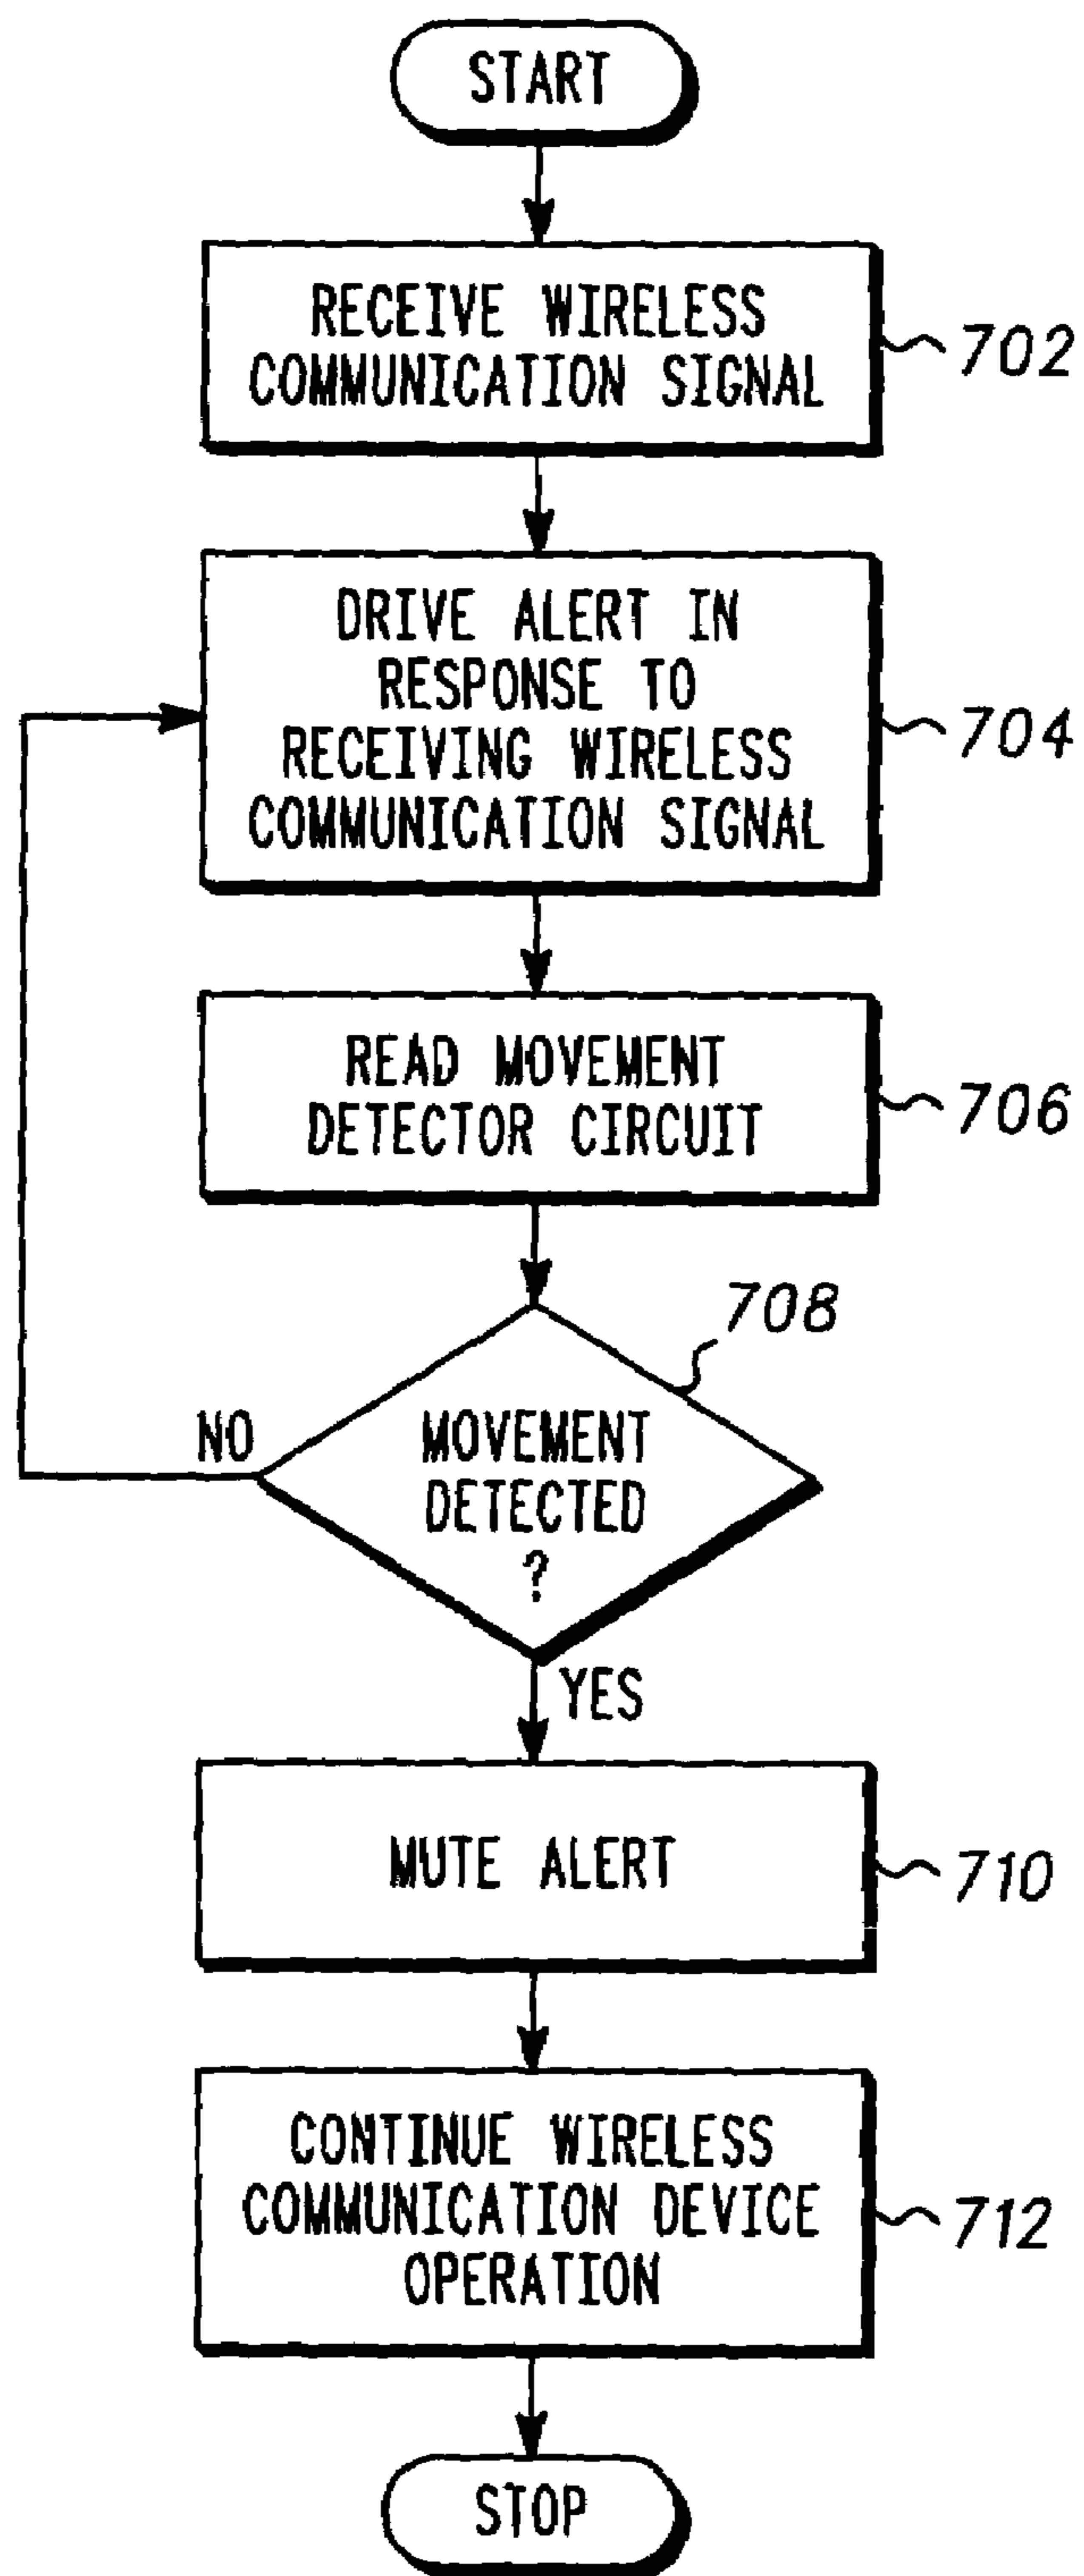 START
RECEIVE WIRELESS
COMMUNICATION SIGNAL
702
DRIVE ALERT IN
RESPONSE TO
RECEIVING WIRELESS
COMMUNICATION SIGNAL
704
READ MOVEMENT
DETECTOR CIRCUIT
706
708
MOVEMENT
DETECTED
?
NO
YES
MUTE ALERT
710
CONTINUE WIRELESS
COMMUNICATION DEVICE
OPERATION
712
STOP